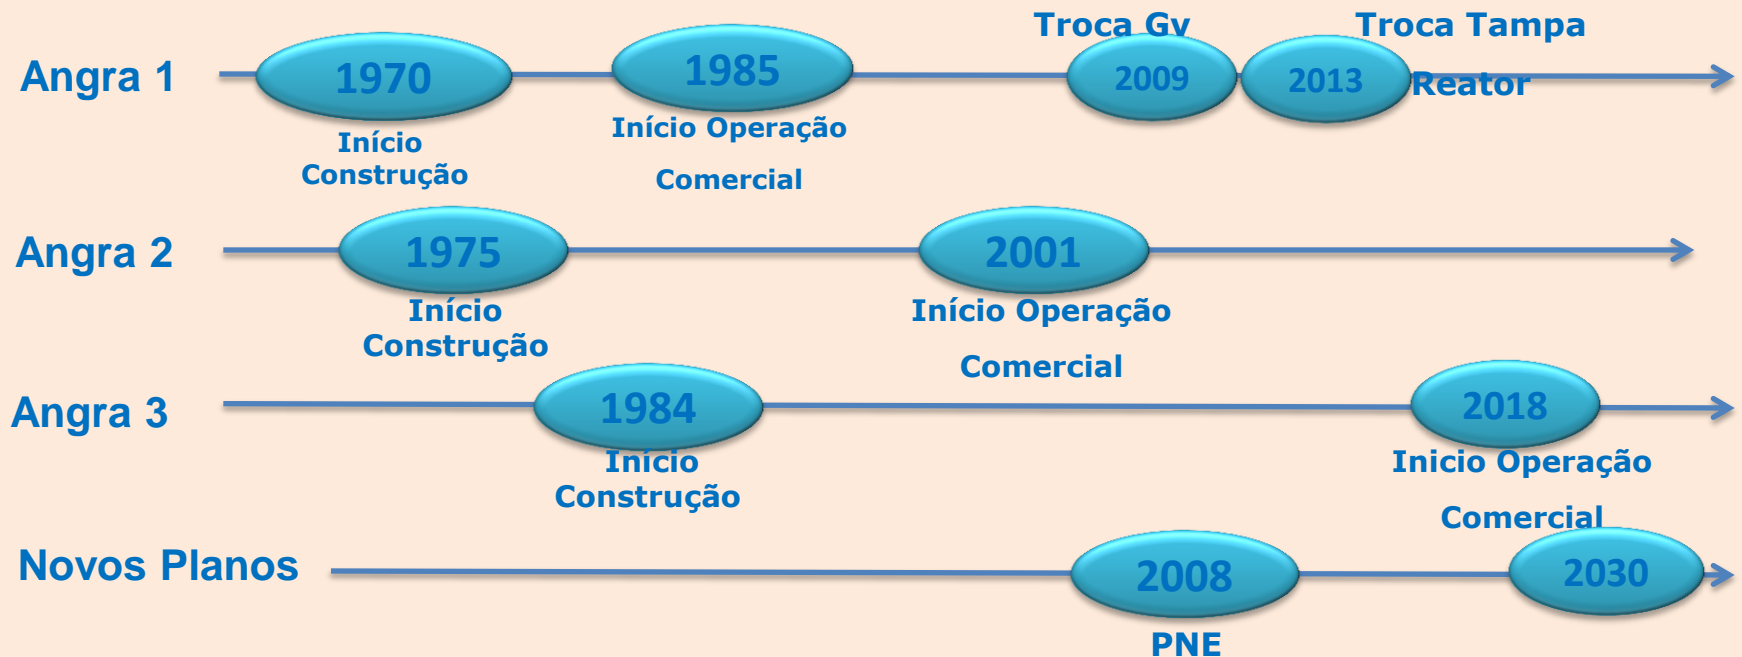 Troca Gv
Troca Tampa
Angra 1
1970
1985
2009
2013
Reator
Início
Construção
Início Operação
Comercial
Angra 2
1975
2001
Início
Construção
Início Operação
Comercial
Angra 3
1984
2018
Início
Construção
Inicio Operação
Comercial
Novos Planos
2008
2030
PNE